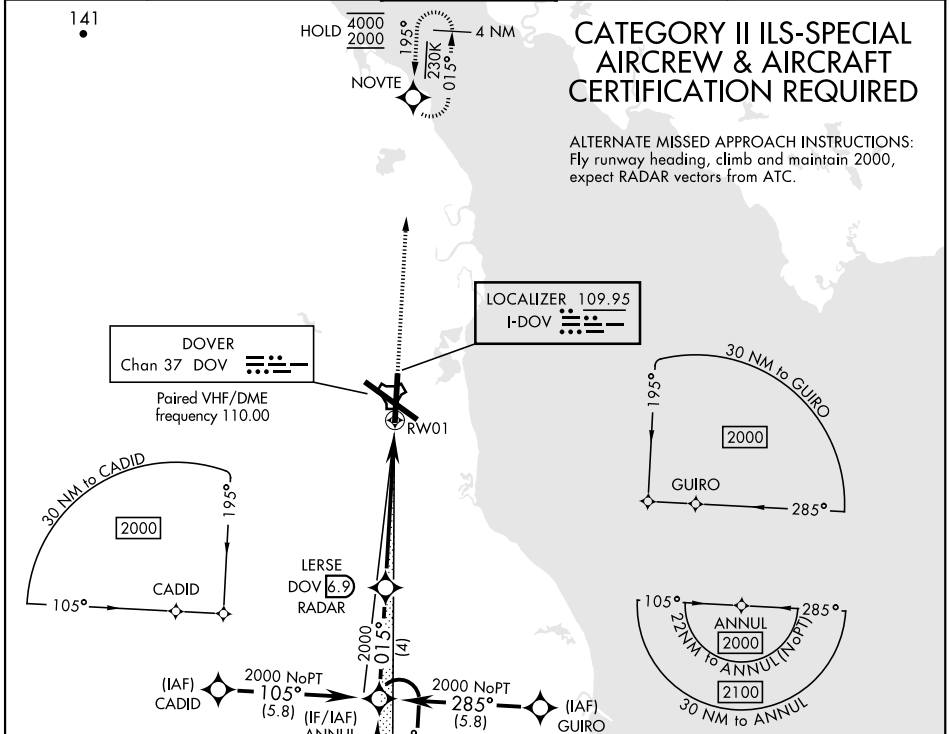 141
HOLD 4000
2000
195°
230K
015°
4 NM
NOVTE
CATEGORY II ILS-SPECIAL
AIRCREW & AIRCRAFT
CERTIFICATION REQUIRED
ALTERNATE MISSED APPROACH INSTRUCTIONS:
Fly runway heading, climb and maintain 2000,
expect RADAR vectors from ATC.
LOCALIZER 109.95
I-DOV
DOVER
Chan 37 DOV
Paired VHF/DME
frequency 110.00
RW01
30 NM to GUIRO
195°
2000
GUIRO
285°
30 NM to CADID
195°
2000
CADID
105°
LERSE
DOV 6.9
RADAR
2000
015°
(4)
105°
285°
ANNUL
2000
22NM to ANNUL (NoPT)
2100
30 NM to ANNUL
(IAF)
CADID
2000 NoPT
105°
(5.8)
(IF/IAF)
ANNUL
2000 NoPT
285°
(5.8)
(IAF)
GUIRO